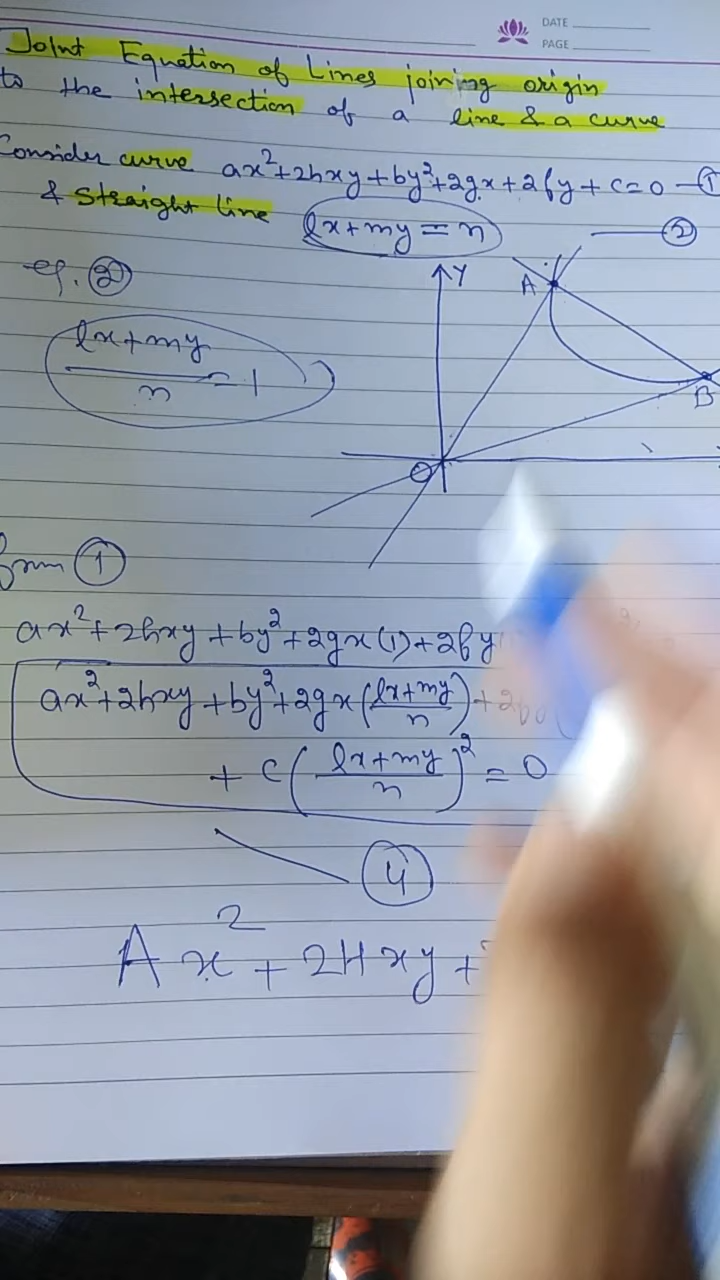 DATE
PAGE
Joint Equation of Lines joining origin
to the intersection of a line & a curve
Consider curve ax²+2hxy+by²+2gx+2fy+c=0 —①
& straight line lx+my=n —②
eq. ②
Y
A
lx+my/n=1
B
O
from ①
ax²+2hxy+by²+2gx(1)+2fy
ax²+2hxy+by²+2gx(lx+my/n)+
+ c(lx+my/n)²=0
④
Ax²+2Hxy+